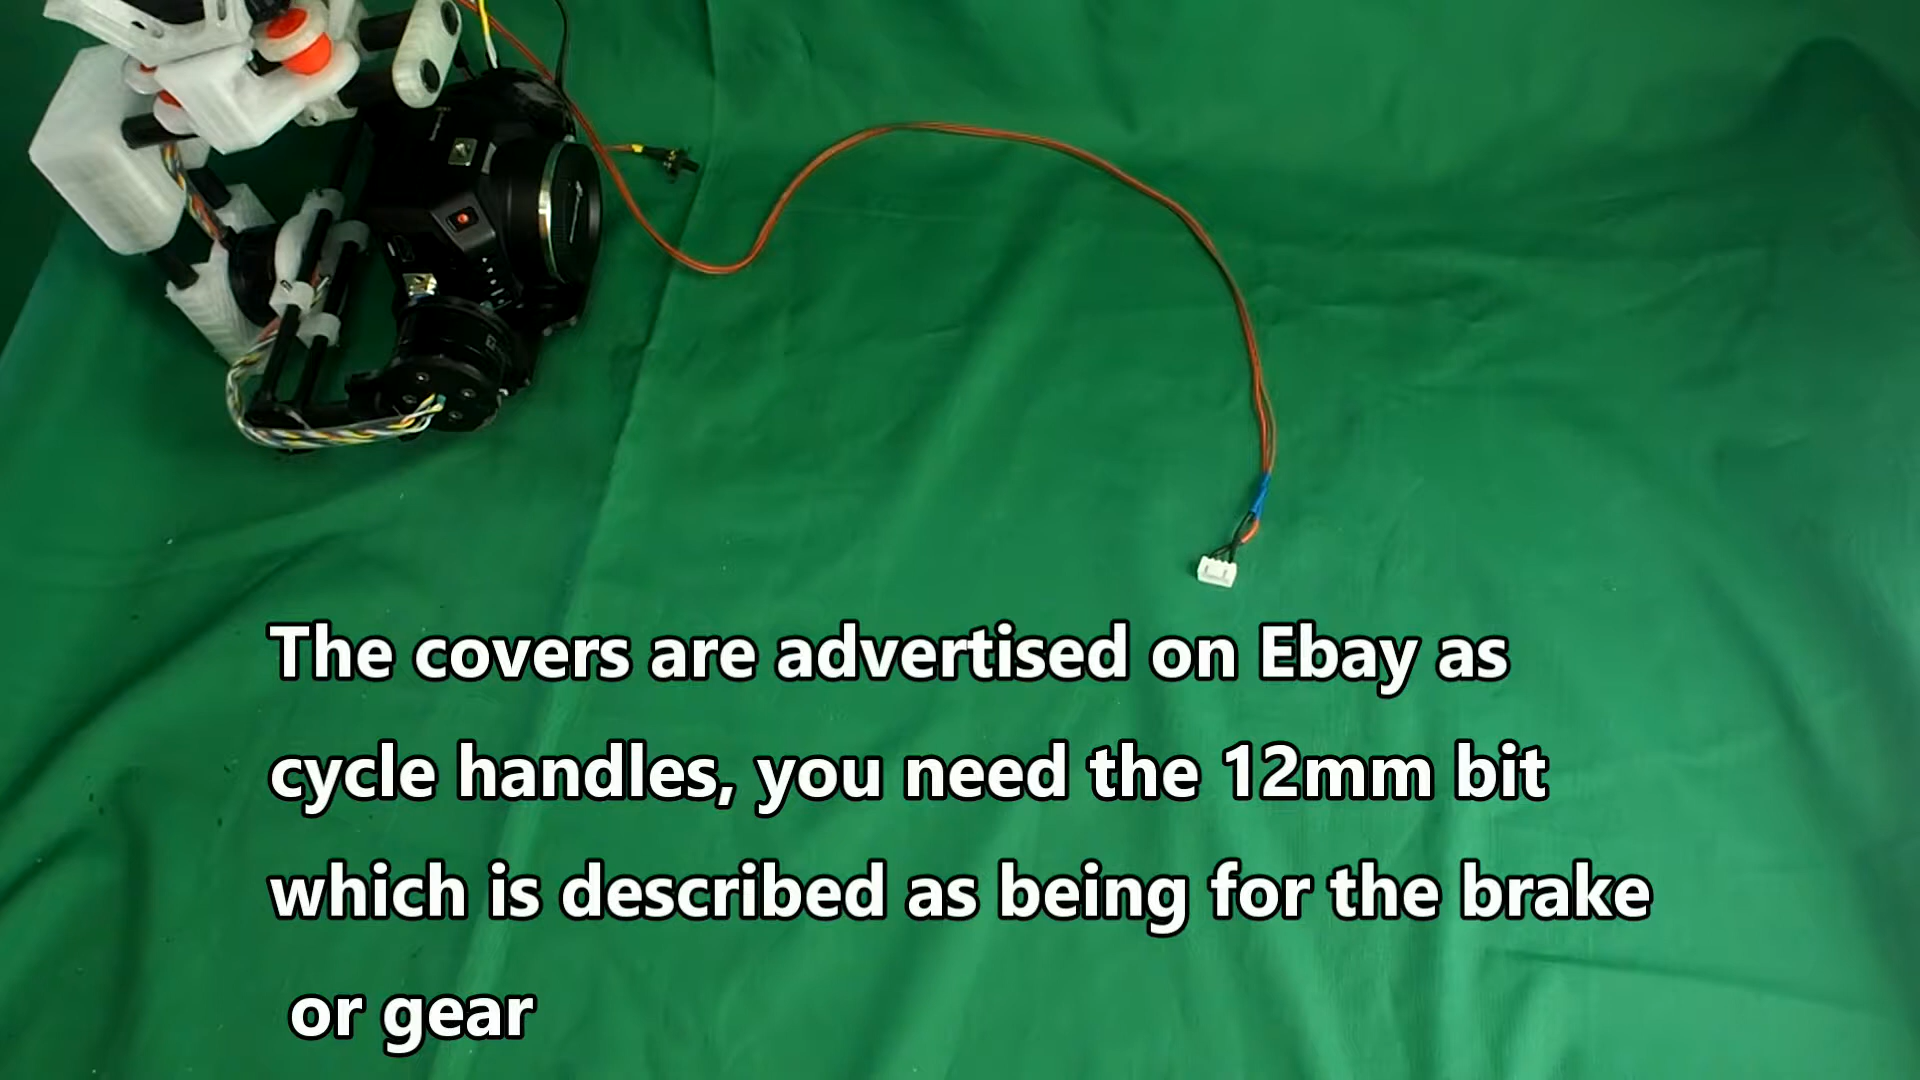 The covers are advertised on Ebay as
cycle handles, you need the 12mm bit
which is described as being for the brake
or gear